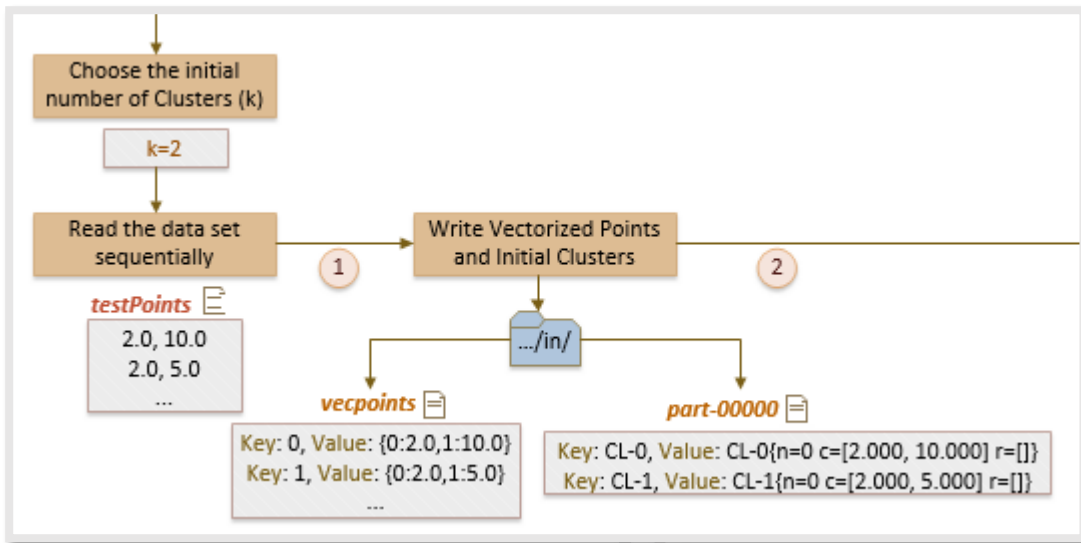 Choose the initial
number of Clusters (k)
k=2
Read the data set
sequentially
1
Write Vectorized Points
and Initial Clusters
2
testPoints
2.0, 10.0
2.0, 5.0
...
.../in/
vecpoints
Key: 0, Value: {0:2.0,1:10.0}
Key: 1, Value: {0:2.0,1:5.0}
...
part-00000
Key: CL-0, Value: CL-0{n=0 c=[2.000, 10.000] r=[]}
Key: CL-1, Value: CL-1{n=0 c=[2.000, 5.000] r=[]}